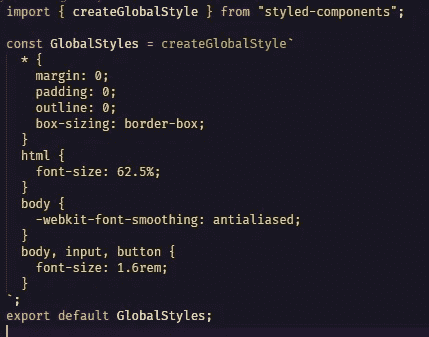 import { createGlobalStyle } from "styled-components";
const GlobalStyles = createGlobalStyle`
* {
margin: 0;
padding: 0;
outline: 0;
box-sizing: border-box;
}
html {
font-size: 62.5%;
}
body {
-webkit-font-smoothing: antialiased;
}
body, input, button {
font-size: 1.6rem;
}
`;
export default GlobalStyles;